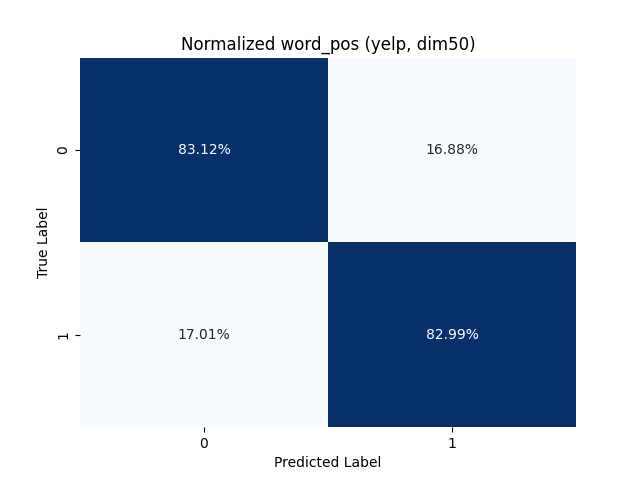 Normalized word_pos (yelp, dim50)
True Label
0
83.12%
16.88%
1
17.01%
82.99%
0
1
Predicted Label